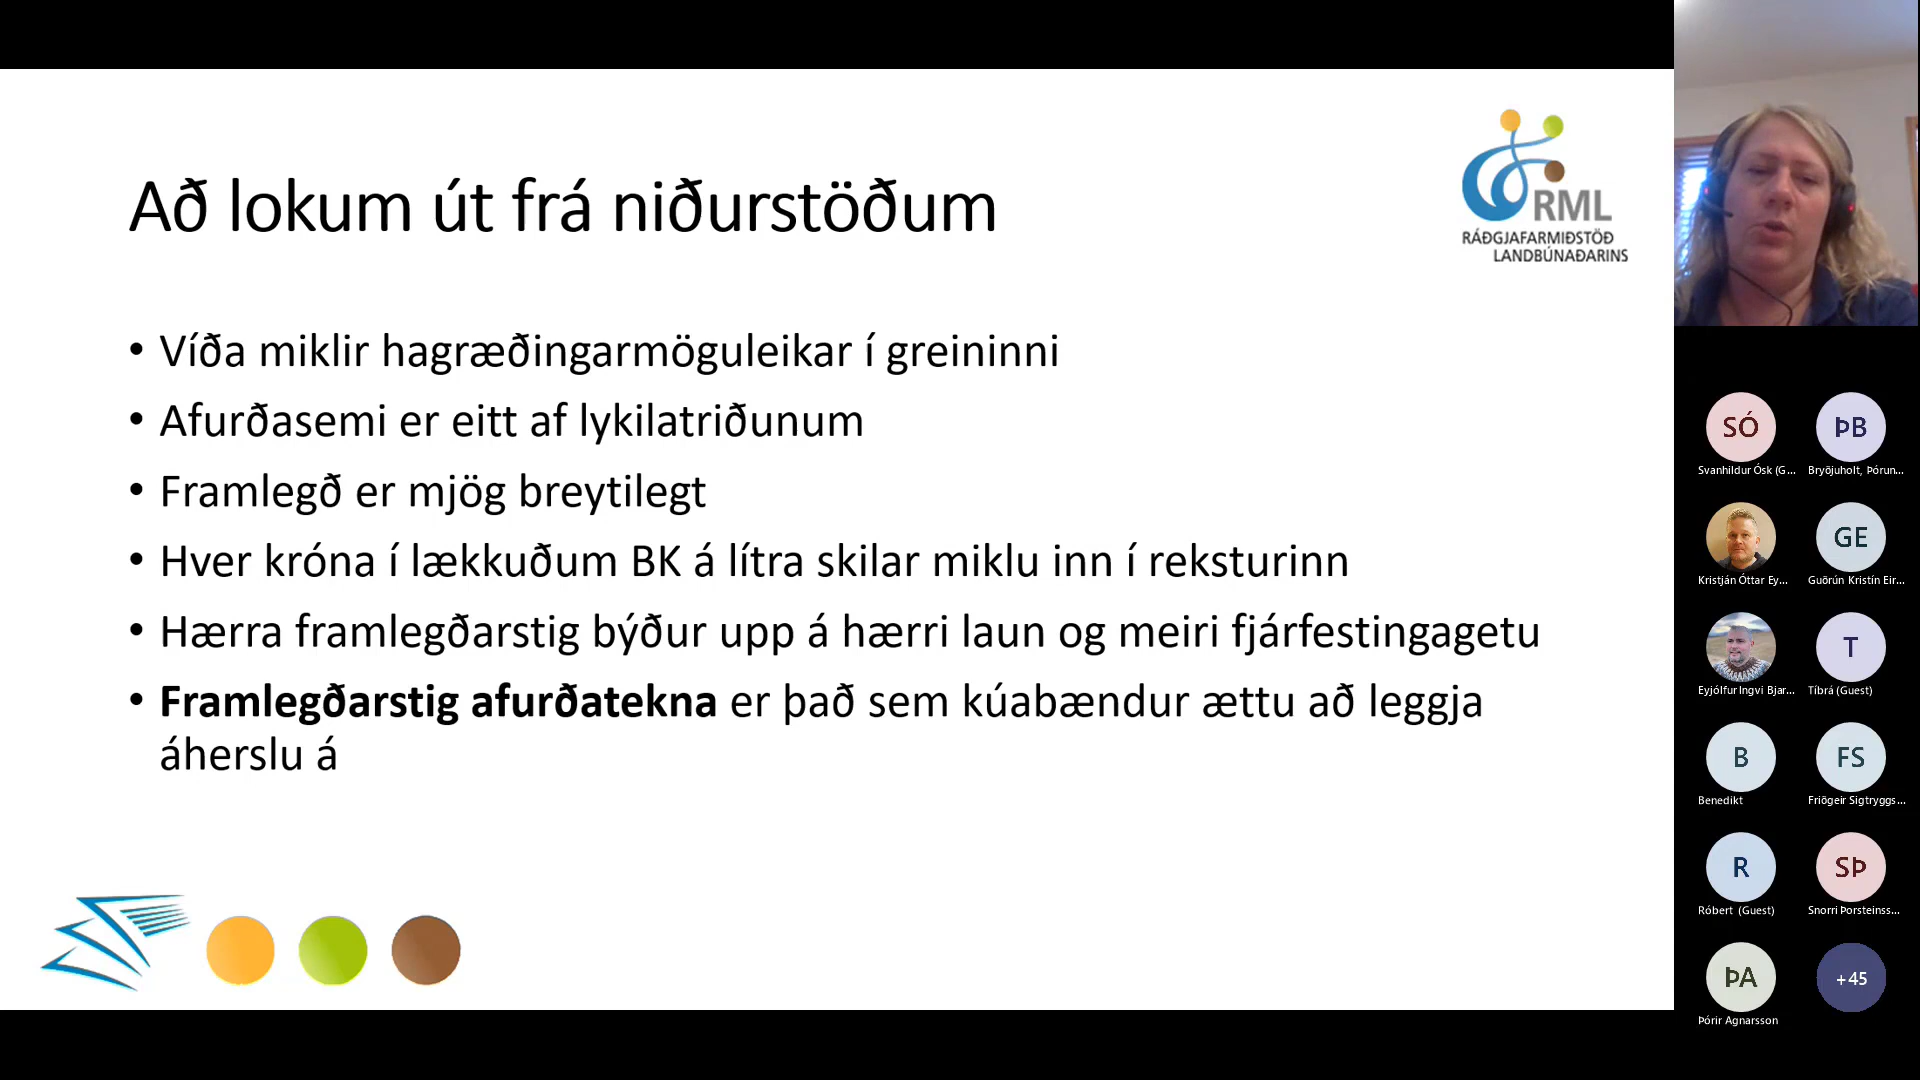 Að lokum út frá niðurstöðum
RML
RÁÐGJAFARMIÐSTÖÐ
LANDBÚNAÐARINS
• Víða miklir hagræðingarmöguleikar í greininni
• Afurðasemi er eitt af lykilatriðunum
• Framlegð er mjög breytilegt
• Hver króna í lækkuðum BK á lítra skilar miklu inn í reksturinn
• Hærra framlegðarstig býður upp á hærri laun og meiri fjárfestingagetu
• Framlegðarstig afurðatekna er það sem kúabændur ættu að leggja
áherslu á
SÓ ÞB
Svanhildur Ósk (G... Bryðjuholt, Þórun...
GE
Kristján Óttar Ey... Guðrún Kristín Eir...
T
Eyjólfur Ingvi Bjar... Tíbrá (Guest)
B FS
Benedikt Friðgeir Sigtryggs...
R SÞ
Róbert (Guest) Snorri Þorsteinss...
ÞA +45
Þórir Agnarsson